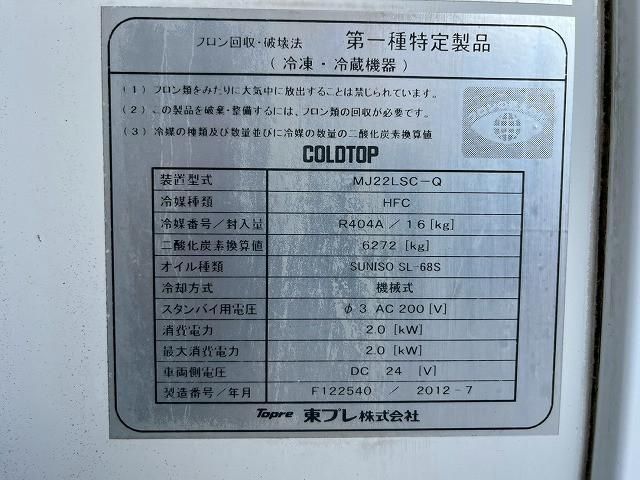 フロン回収・破壊法 第一種特定製品
(冷凍・冷蔵機器)
(1) フロン類をみだりに大気中に放出することは禁じられています。
(2) この製品を破棄・整備するには、フロン類の回収が必要です。
(3) 冷媒の種類及び数量並びに冷媒の数量の二酸化炭素換算値
COLDTOP
装置型式 MJ22LSC-Q
冷媒種類 HFC
冷媒番号/封入量 R404A / 1.6 [kg]
二酸化炭素換算値 6272 [kg]
オイル種類 SUNISO SL-68S
冷却方式 機械式
スタンバイ用電圧 φ3 AC 200 [V]
消費電力 2.0 [kW]
最大消費電力 2.0 [kW]
車両側電圧 DC 24 [V]
製造番号/年月 F122540 / 2012-7
Topre 東プレ株式会社